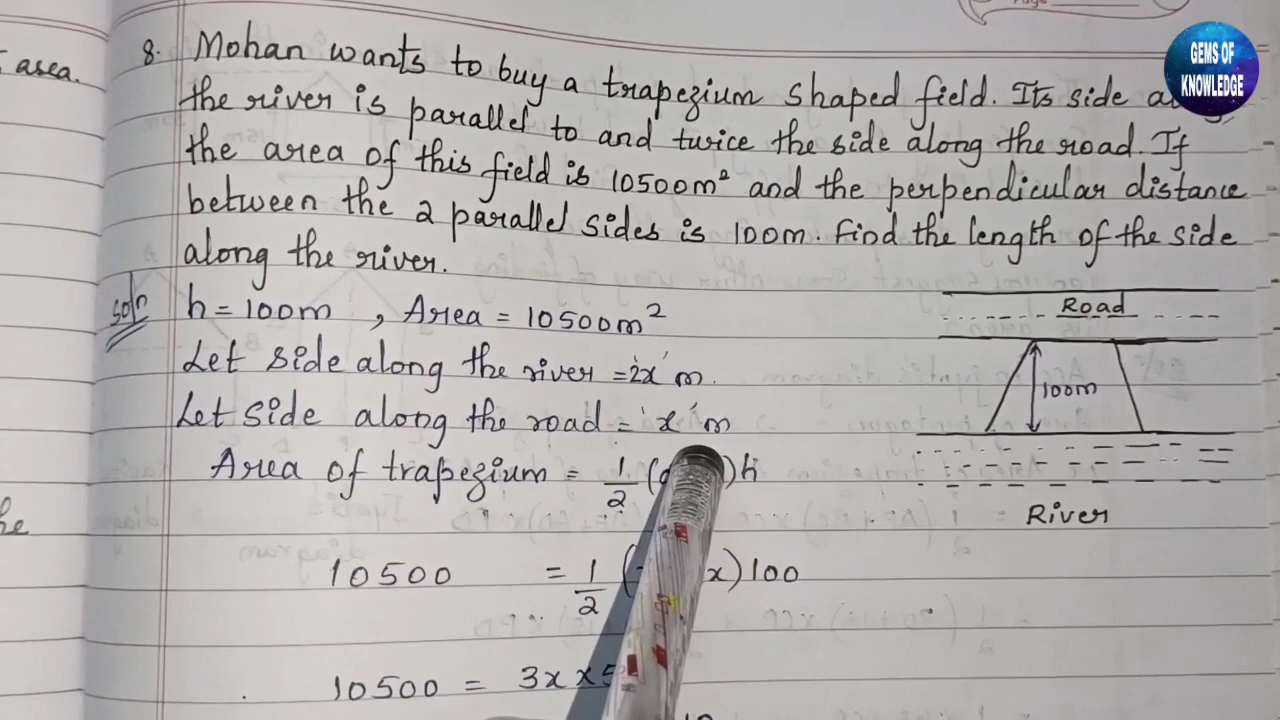 area.
8. Mohan wants to buy a trapezium shaped field. Its side
the river is parallel to and twice the side along the road. If
the area of this field is 10500m² and the perpendicular distance
between the 2 parallel sides is 100m. Find the length of the side
along the river.
Soln
h = 100m , Area = 10500m²
Let side along the river = '2x' m.
Let side along the road = 'x' m
Area of trapezium = 1/2 ( )h
10500 = 1/2 ( x)100
10500 = 3x x 5
Road
100m
River
he
GEMS OF
KNOWLEDGE